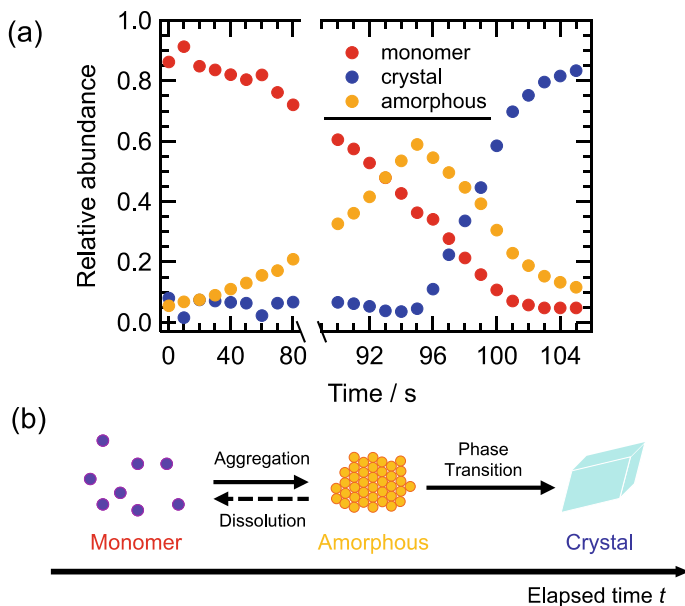 (a)
monomer
crystal
amorphous
Relative abundance
1.0
0.8
0.6
0.4
0.2
0.0
0 40 80 92 96 100 104
Time / s
(b)
Aggregation
Dissolution
Phase
Transition
Monomer Amorphous Crystal
Elapsed time t